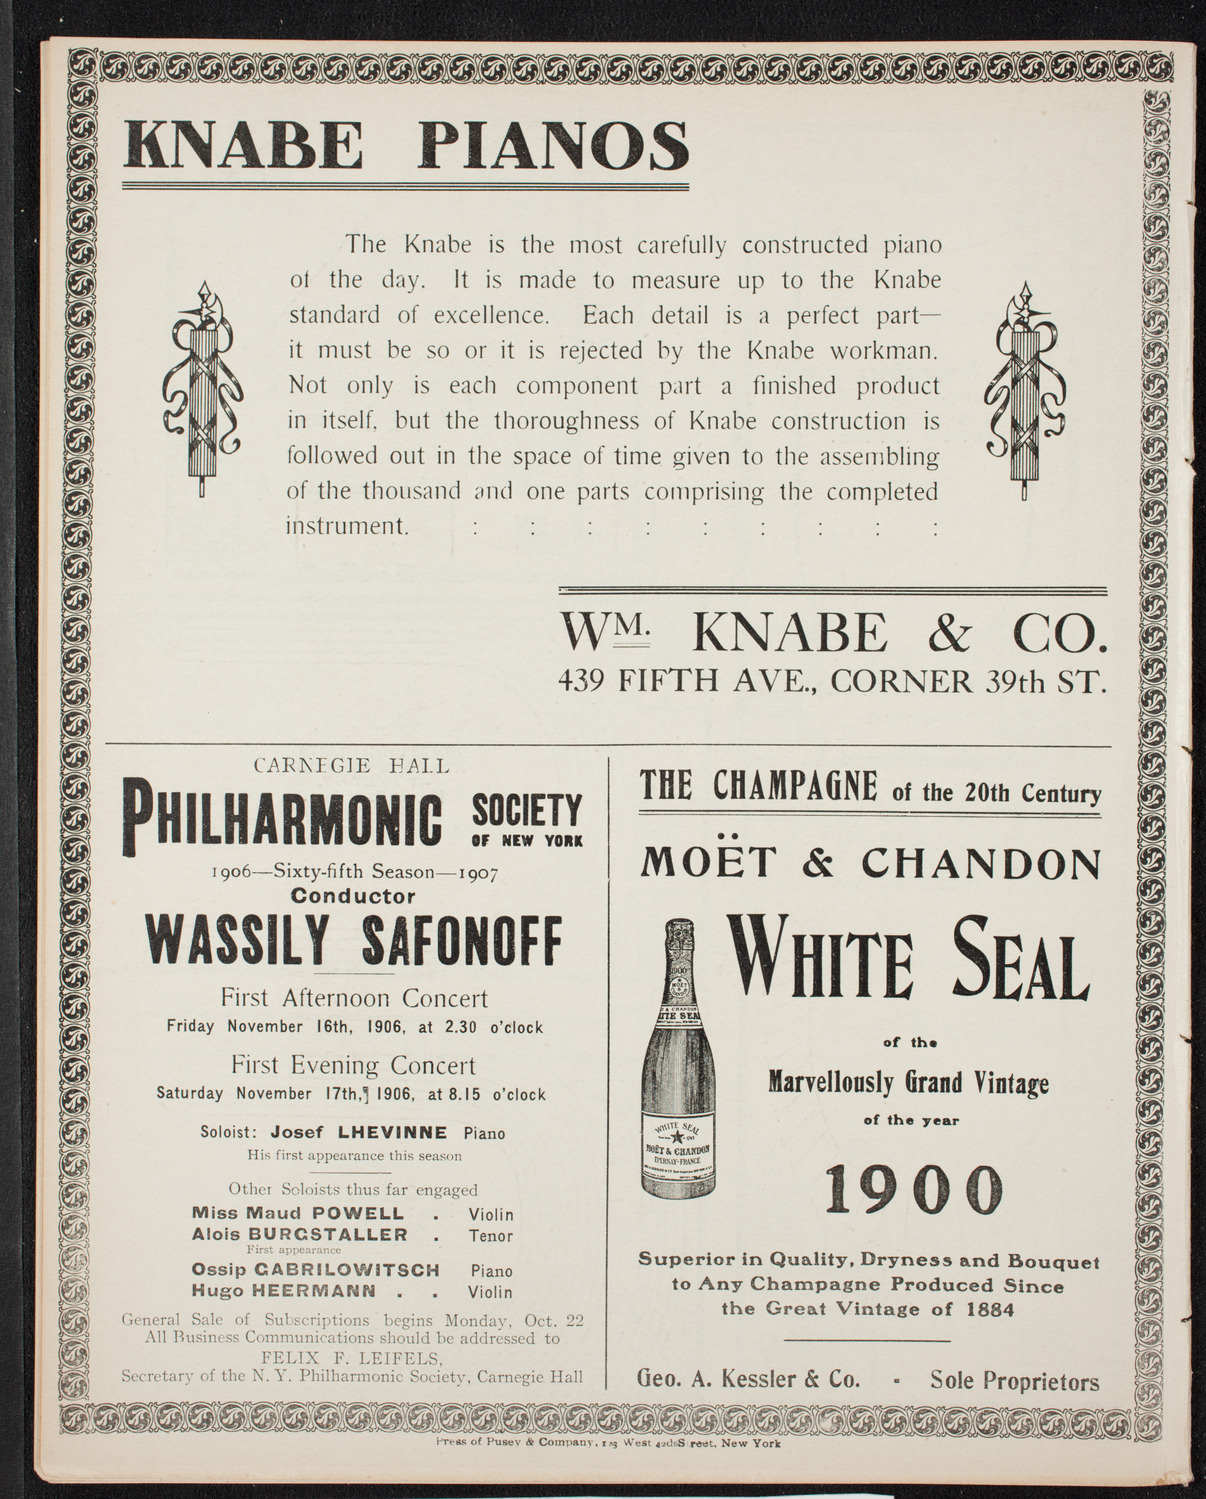 KNABE PIANOS
The Knabe is the most carefully constructed piano
of the day. It is made to measure up to the Knabe
standard of excellence. Each detail is a perfect part—
it must be so or it is rejected by the Knabe workman.
Not only is each component part a finished product
in itself, but the thoroughness of Knabe construction is
followed out in the space of time given to the assembling
of the thousand and one parts comprising the completed
instrument. : : : : : : : : :
WM. KNABE & CO.
439 FIFTH AVE., CORNER 39th ST.
CARNEGIE HALL
PHILHARMONIC SOCIETY
OF NEW YORK
1906—Sixty-fifth Season—1907
Conductor
WASSILY SAFONOFF
First Afternoon Concert
Friday November 16th, 1906, at 2.30 o'clock
First Evening Concert
Saturday November 17th, 1906, at 8.15 o'clock
Soloist: Josef LHEVINNE Piano
His first appearance this season
Other Soloists thus far engaged
Miss Maud POWELL . Violin
Alois BURGSTALLER . Tenor
First appearance
Ossip GABRILOWITSCH Piano
Hugo HEERMANN . . Violin
General Sale of Subscriptions begins Monday, Oct. 22
All Business Communications should be addressed to
FELIX F. LEIFELS,
Secretary of the N. Y. Philharmonic Society, Carnegie Hall
THE CHAMPAGNE of the 20th Century
MOËT & CHANDON
WHITE SEAL
of the
Marvellously Grand Vintage
of the year
1900
1900
MOËT
WHITE SEAL
MOËT & CHANDON
EPERNAY-FRANCE
Superior in Quality, Dryness and Bouquet
to Any Champagne Produced Since
the Great Vintage of 1884
Geo. A. Kessler & Co. - Sole Proprietors
Press of Pusey & Company, West 42d Street, New York